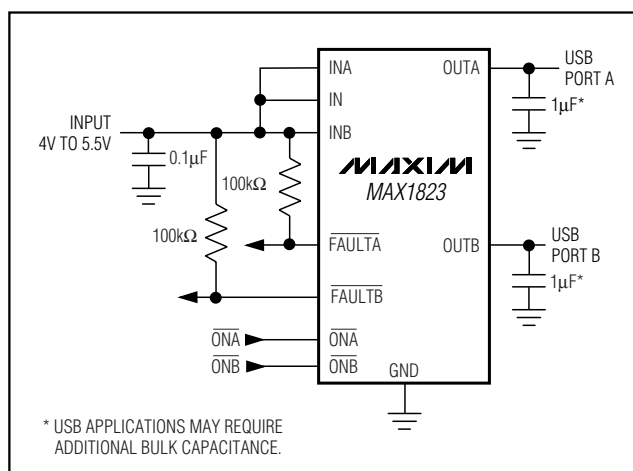 INA
OUTA
USB
PORT A
IN
1µF*
INPUT
4V TO 5.5V
INB
0.1µF
MAXIM
MAX1823
100kΩ
100kΩ
FAULTA
OUTB
USB
PORT B
1µF*
FAULTB
ONA
ONA
ONB
ONB
GND
* USB APPLICATIONS MAY REQUIRE
ADDITIONAL BULK CAPACITANCE.